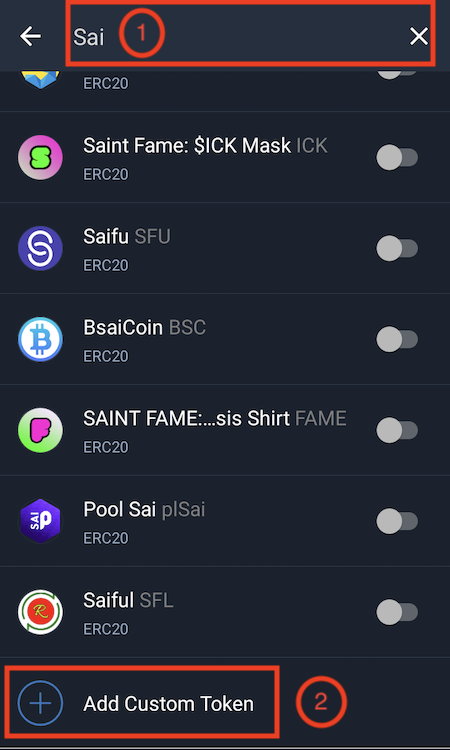 Sai
1
ERC20
Saint Fame: $ICK Mask ICK
ERC20
Saifu SFU
ERC20
BsaiCoin BSC
ERC20
SAINT FAME:...sis Shirt FAME
ERC20
SAI P
Pool Sai plSai
ERC20
R
Saiful SFL
ERC20
Add Custom Token
2